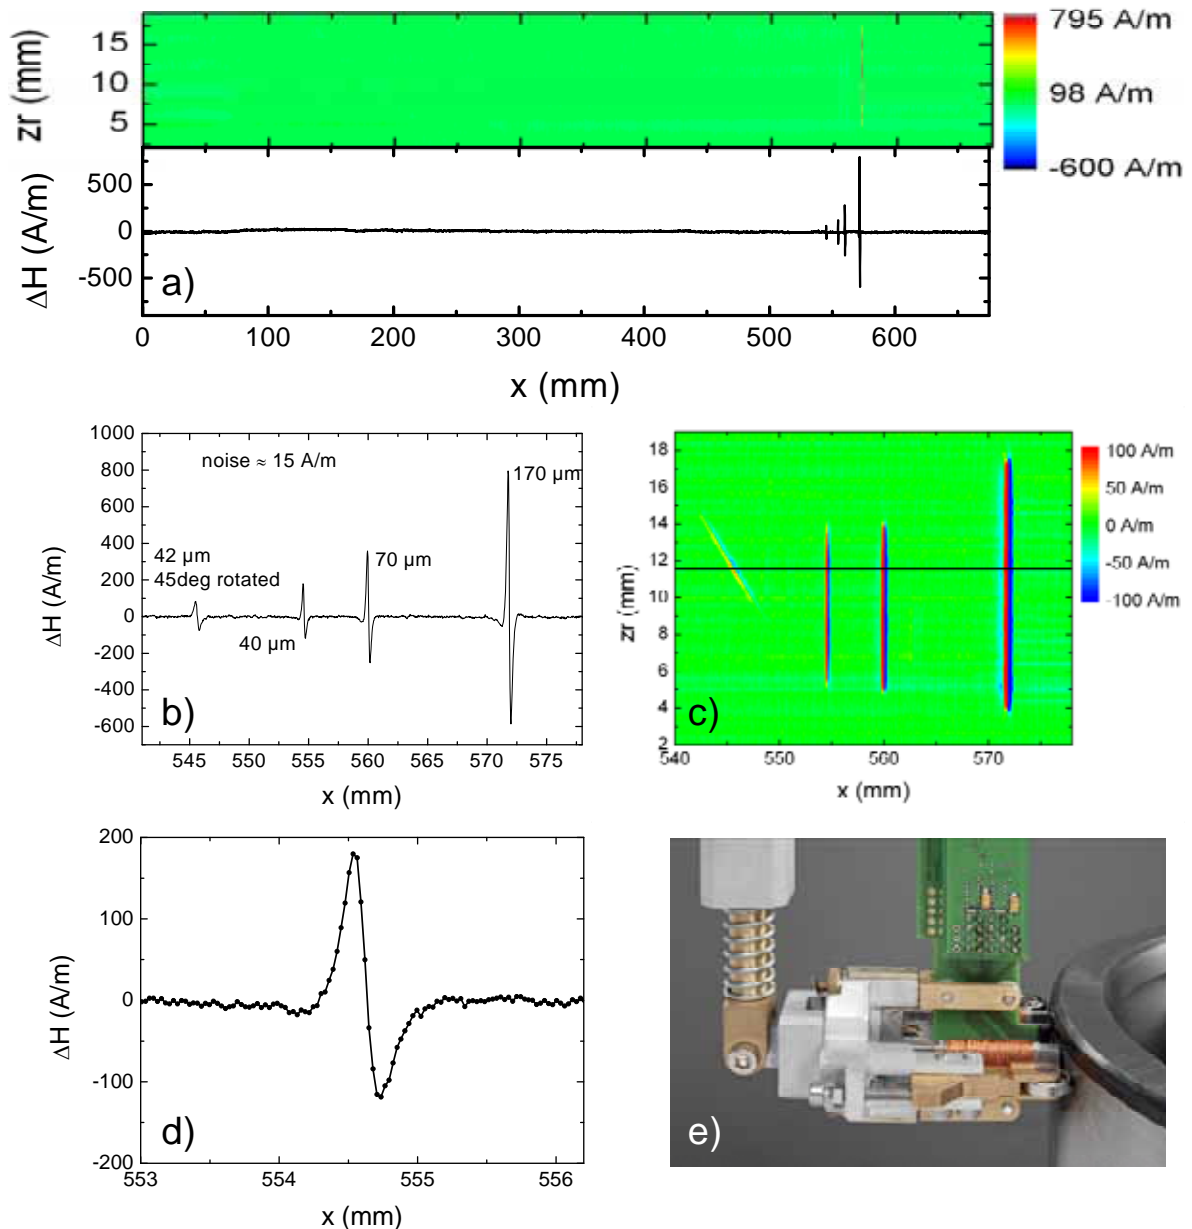 zr (mm)
15
10
5
795 A/m
98 A/m
-600 A/m
ΔH (A/m)
500
0
-500
a)
0 100 200 300 400 500 600
x (mm)
ΔH (A/m)
1000
800
600
400
200
0
-200
-400
-600
noise ≈ 15 A/m
170 µm
42 µm
45deg rotated
70 µm
40 µm
b)
545 550 555 560 565 570 575
x (mm)
zr (mm)
18
16
14
12
10
8
6
4
2
c)
540 550 560 570
x (mm)
100 A/m
50 A/m
0 A/m
-50 A/m
-100 A/m
ΔH (A/m)
200
100
0
-100
-200
d)
553 554 555 556
x (mm)
e)